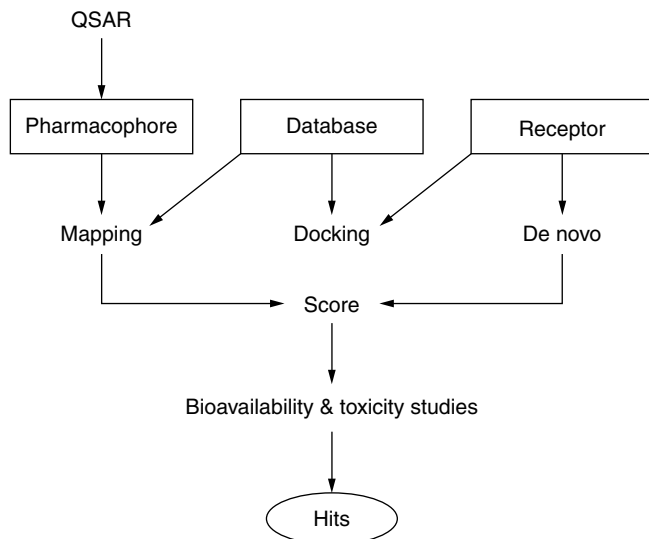 QSAR
Pharmacophore
Database
Receptor
Mapping
Docking
De novo
Score
Bioavailability & toxicity studies
Hits